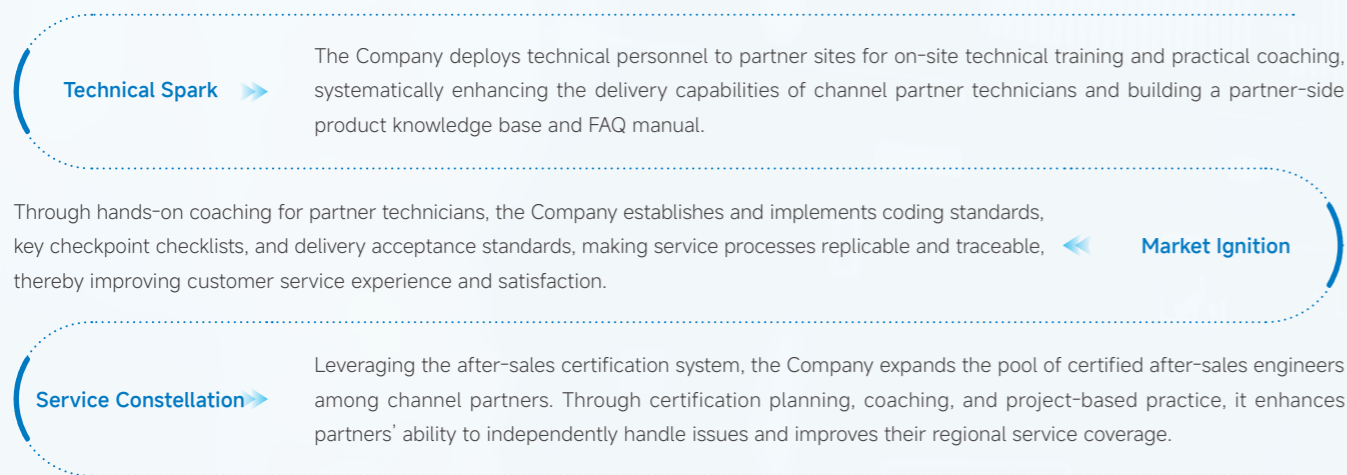 Technical Spark
The Company deploys technical personnel to partner sites for on-site technical training and practical coaching,
systematically enhancing the delivery capabilities of channel partner technicians and building a partner-side
product knowledge base and FAQ manual.
Through hands-on coaching for partner technicians, the Company establishes and implements coding standards,
key checkpoint checklists, and delivery acceptance standards, making service processes replicable and traceable,
thereby improving customer service experience and satisfaction.
Market Ignition
Service Constellation
Leveraging the after-sales certification system, the Company expands the pool of certified after-sales engineers
among channel partners. Through certification planning, coaching, and project-based practice, it enhances
partners’ ability to independently handle issues and improves their regional service coverage.